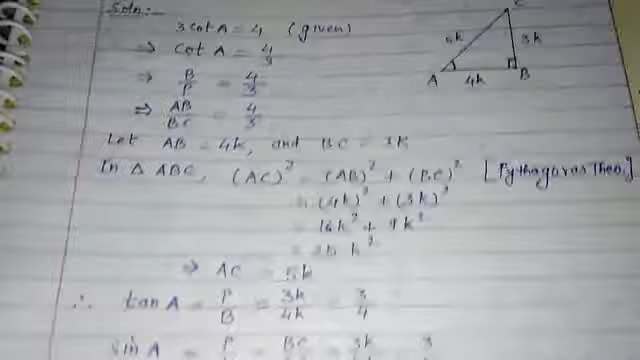 Soln:-
3 cot A = 4 (given)
⇒ cot A = 4/3
⇒ B/P = 4/3
⇒ AB/BC = 4/3
Let AB = 4k, and BC = 3k
In Δ ABC, (AC)² = (AB)² + (BC)² [Pythagoras Theo.]
= (4k)² + (3k)²
= 16k² + 9k²
= 25 k²
⇒ AC = 5k
∴ tan A = P/B = 3k/4k = 3/4
sin A = P = BC = 3k 3
C
5k 3k
A 4k B